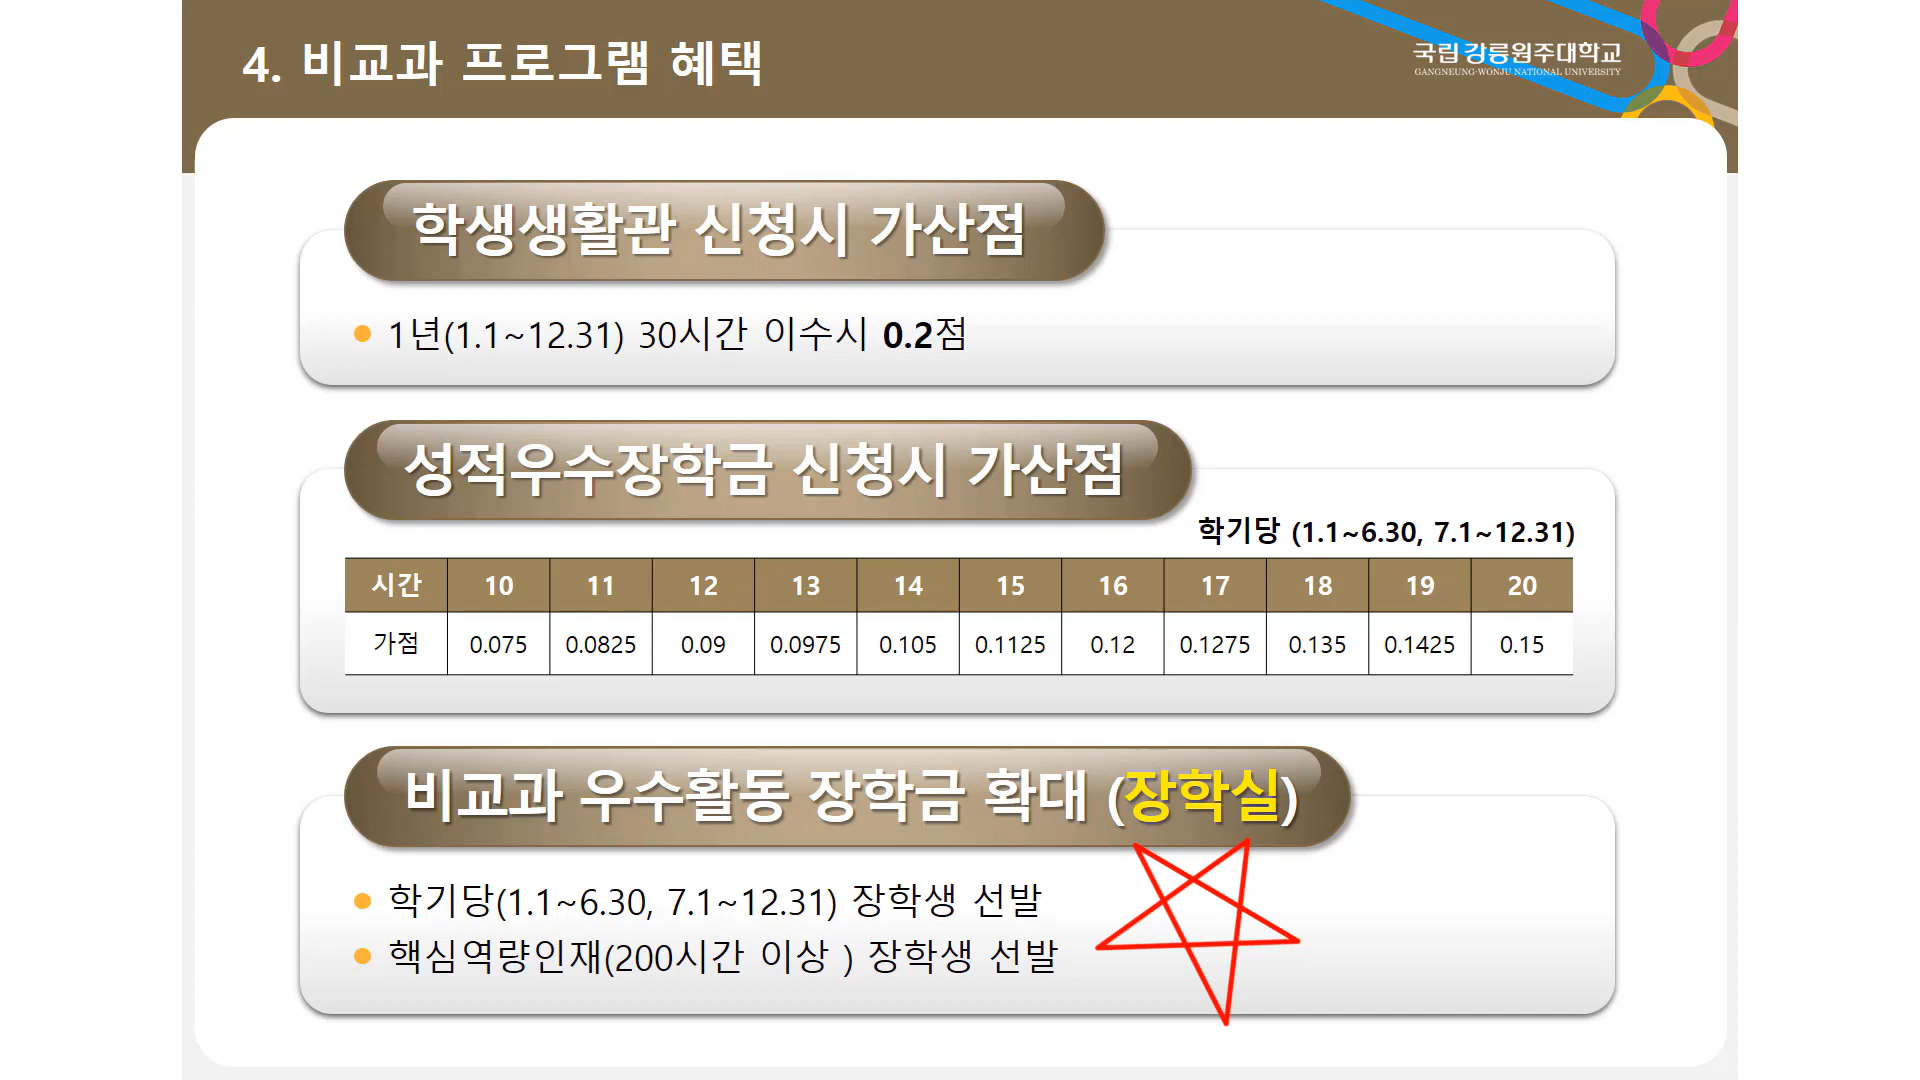 4. 비교과 프로그램 혜택
국립 강릉원주대학교
GANGNEUNG-WONJU NATIONAL UNIVERSITY
학생생활관 신청시 가산점
1년(1.1~12.31) 30시간 이수시 0.2점
성적우수장학금 신청시 가산점
학기당 (1.1~6.30, 7.1~12.31)
시간 10 11 12 13 14 15 16 17 18 19 20
가점 0.075 0.0825 0.09 0.0975 0.105 0.1125 0.12 0.1275 0.135 0.1425 0.15
비교과 우수활동 장학금 확대 (장학실)
학기당(1.1~6.30, 7.1~12.31) 장학생 선발
핵심역량인재(200시간 이상 ) 장학생 선발